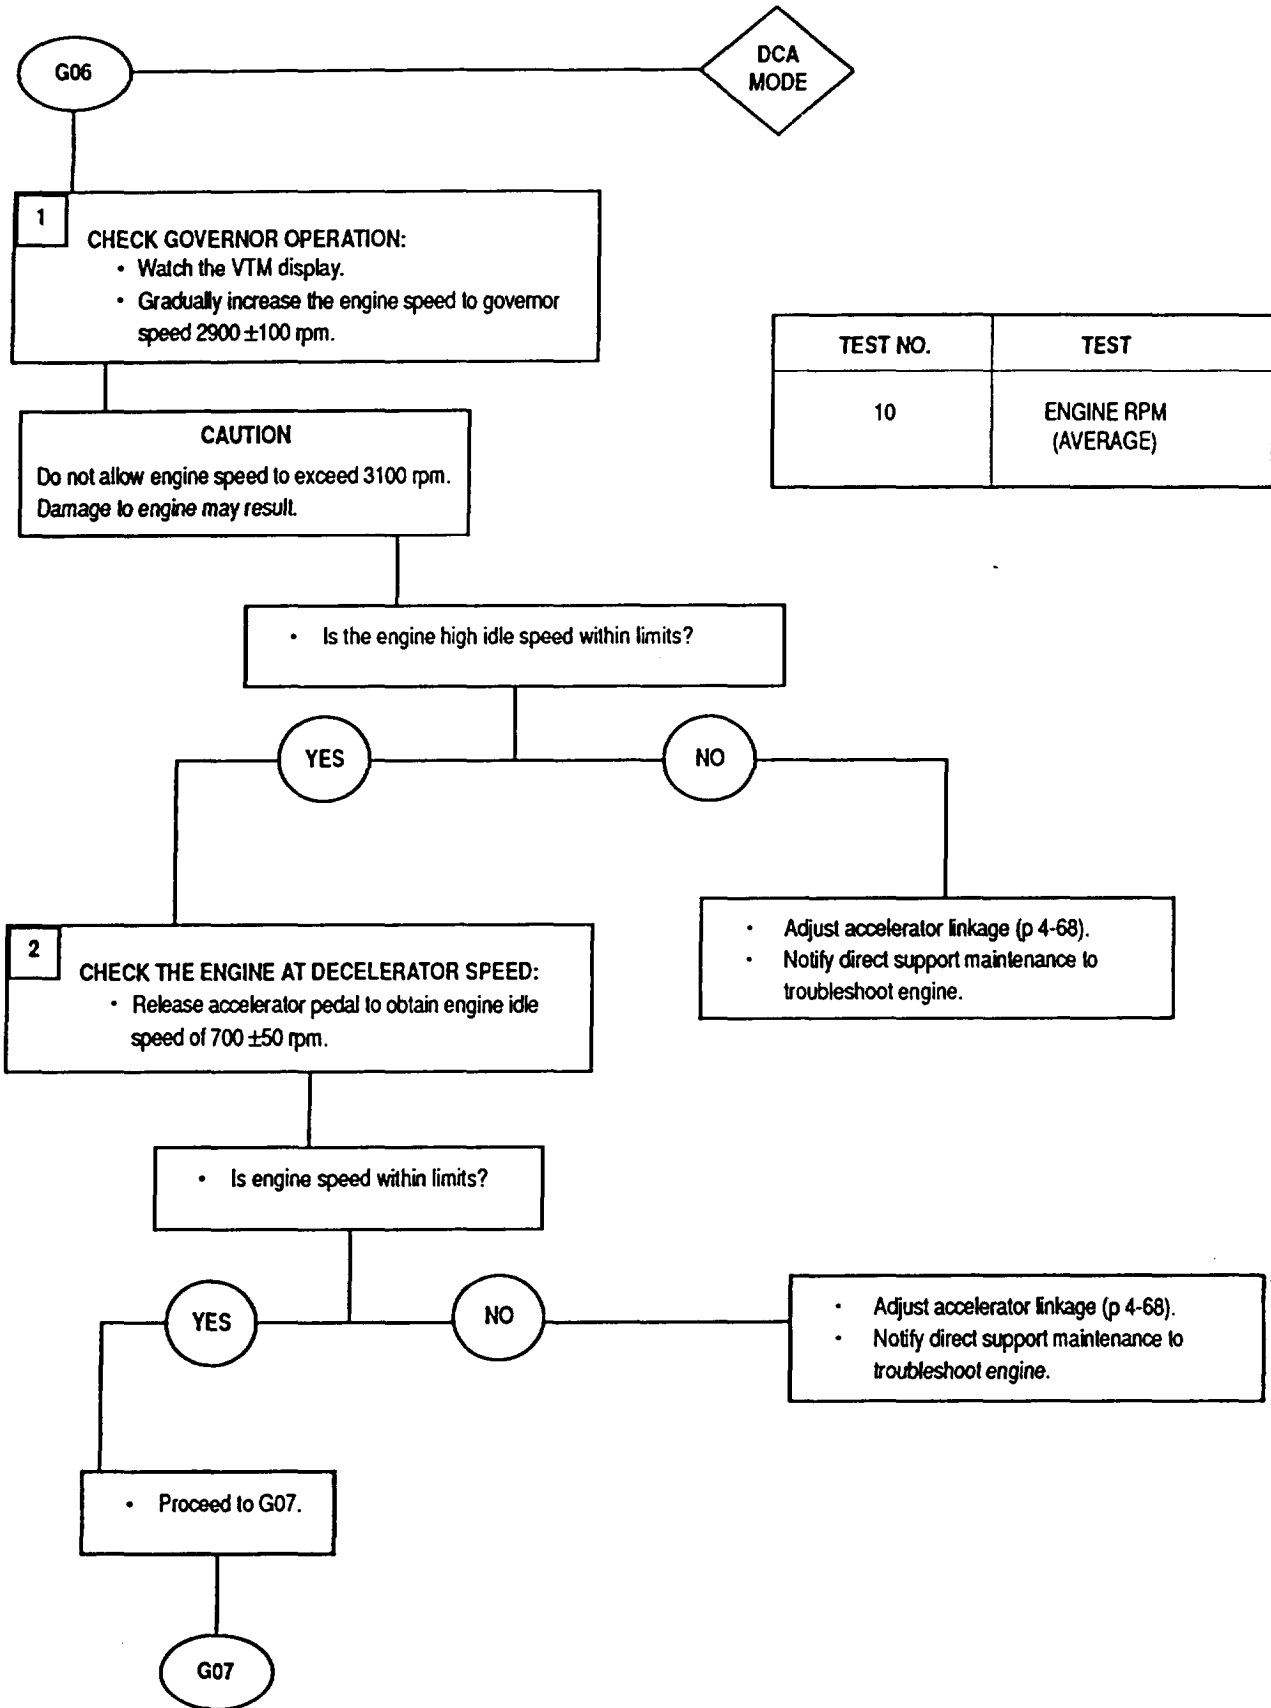 G06
DCA
MODE
1
CHECK GOVERNOR OPERATION:
• Watch the VTM display.
• Gradually increase the engine speed to governor
speed 2900 ±100 rpm.
TEST NO.
TEST
10
ENGINE RPM
(AVERAGE)
CAUTION
Do not allow engine speed to exceed 3100 rpm.
Damage to engine may result.
• Is the engine high idle speed within limits?
YES
NO
• Adjust accelerator linkage (p 4-68).
• Notify direct support maintenance to
troubleshoot engine.
2
CHECK THE ENGINE AT DECELERATOR SPEED:
• Release accelerator pedal to obtain engine idle
speed of 700 ±50 rpm.
• Is engine speed within limits?
YES
NO
• Adjust accelerator linkage (p 4-68).
• Notify direct support maintenance to
troubleshoot engine.
• Proceed to G07.
G07